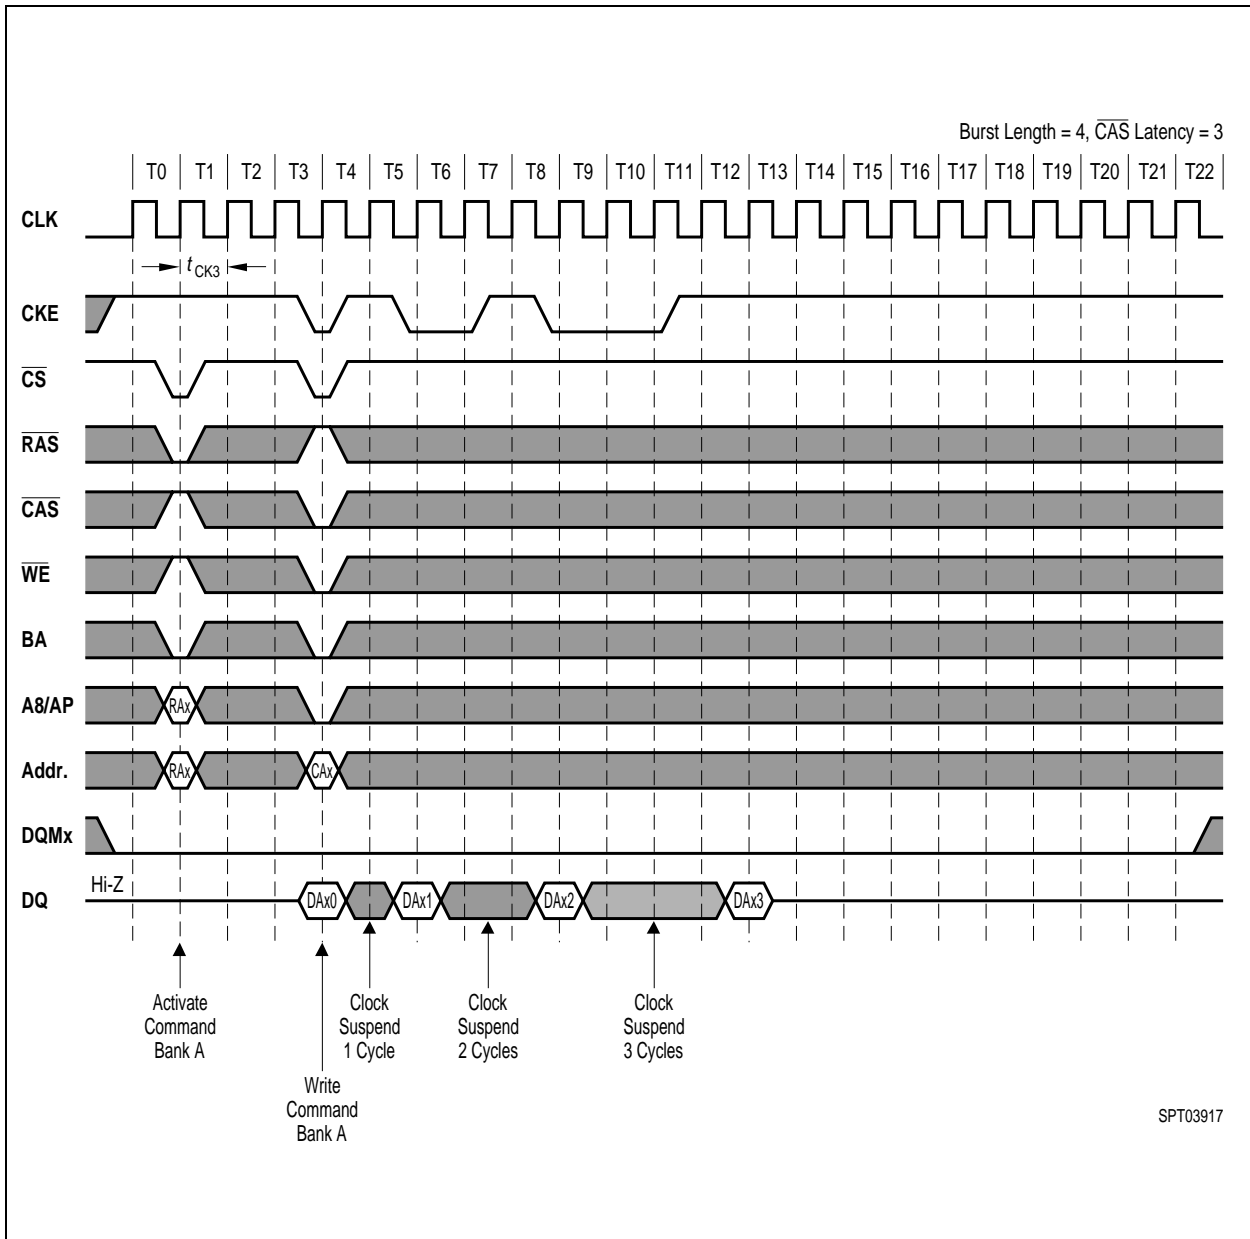 Burst Length = 4, CAS Latency = 3
T0 T1 T2 T3 T4 T5 T6 T7 T8 T9 T10 T11 T12 T13 T14 T15 T16 T17 T18 T19 T20 T21 T22
CLK
t CK3
CKE
CS
RAS
CAS
WE
BA
A8/AP RAx
Addr. RAx CAx
DQMx
Hi-Z
DQ DAx0 DAx1 DAx2 DAx3
Activate
Command
Bank A
Write
Command
Bank A
Clock
Suspend
1 Cycle
Clock
Suspend
2 Cycles
Clock
Suspend
3 Cycles
SPT03917